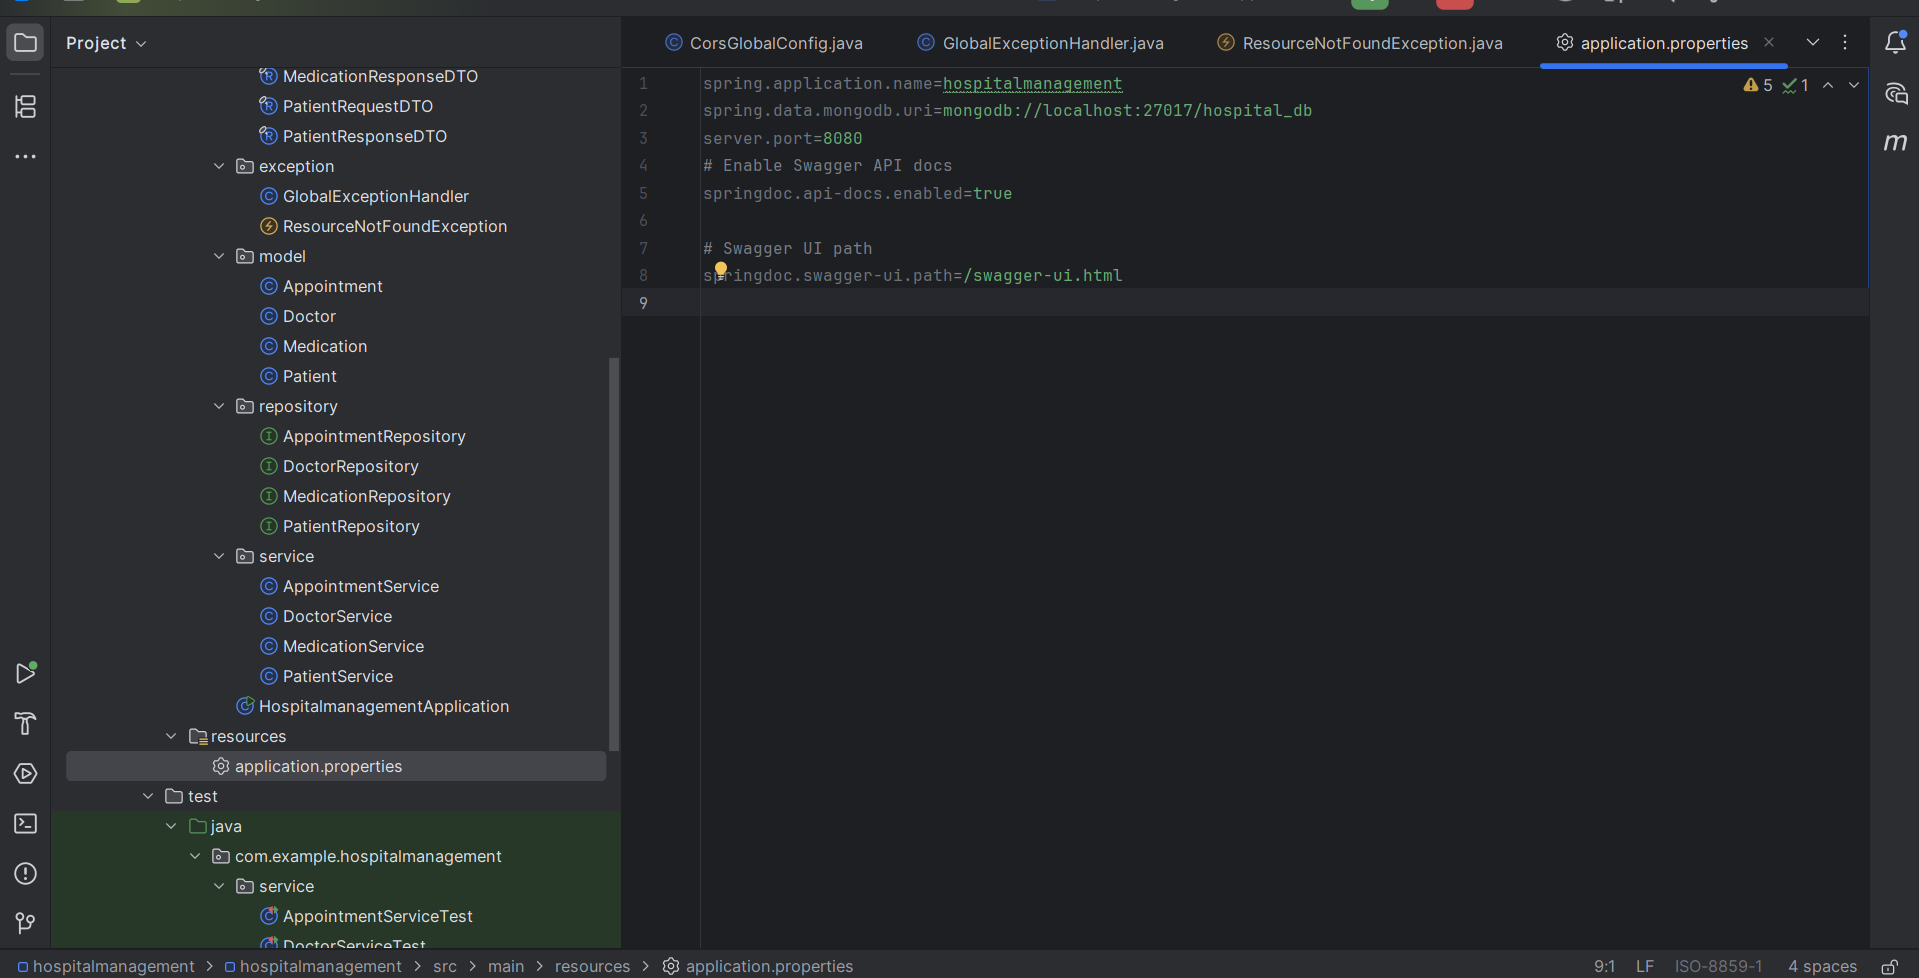 Project
MedicationResponseDTO
PatientRequestDTO
PatientResponseDTO
exception
GlobalExceptionHandler
ResourceNotFoundException
model
Appointment
Doctor
Medication
Patient
repository
AppointmentRepository
DoctorRepository
MedicationRepository
PatientRepository
service
AppointmentService
DoctorService
MedicationService
PatientService
HospitalmanagementApplication
resources
application.properties
test
java
com.example.hospitalmanagement
service
AppointmentServiceTest
DoctorServiceTest
CorsGlobalConfig.java GlobalExceptionHandler.java ResourceNotFoundException.java application.properties
1 spring.application.name=hospitalmanagement
2 spring.data.mongodb.uri=mongodb://localhost:27017/hospital_db
3 server.port=8080
4 # Enable Swagger API docs
5 springdoc.api-docs.enabled=true
6
7 # Swagger UI path
8 springdoc.swagger-ui.path=/swagger-ui.html
9
5 1
m
hospitalmanagement > hospitalmanagement > src > main > resources > application.properties
9:1 LF ISO-8859-1 4 spaces